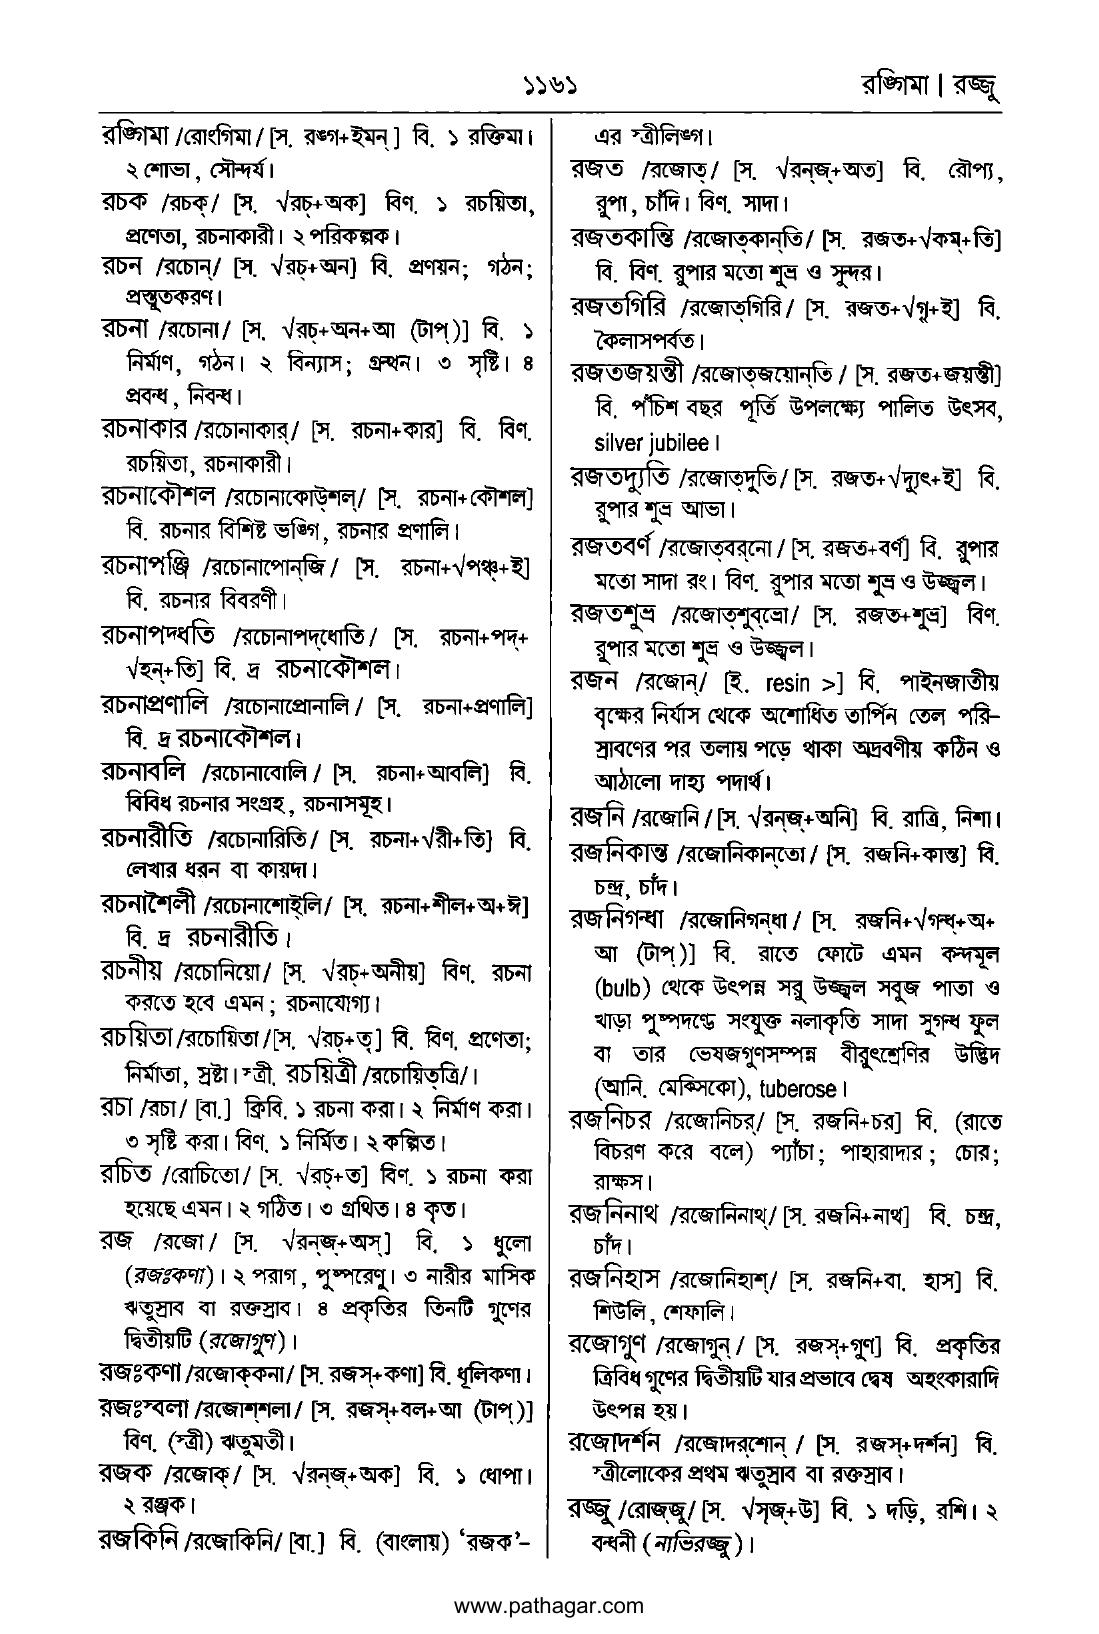 ১১৬১
রঙ্গিমা | রজ্জু
রঙ্গিমা /রোংগিমা/ [স. রঙ্গ+ইমন্] বি. ১ রক্তিমা।
২ শোভা, সৌন্দর্য।
রচক /রচক্/ [স. √রচ্+অক] বিণ. ১ রচয়িতা,
প্রণেতা, রচনাকারী। ২ পরিকল্পক।
রচন /রচোন্/ [স. √রচ্+অন] বি. প্রণয়ন; গঠন;
প্রস্তুতকরণ।
রচনা /রচোনা/ [স. √রচ্+অন+আ (টাপ্)] বি. ১
নির্মাণ, গঠন। ২ বিন্যাস; গ্রন্থন। ৩ সৃষ্টি। ৪
প্রবন্ধ, নিবন্ধ।
রচনাকার /রচোনাকার্/ [স. রচনা+কার] বি. বিণ.
রচয়িতা, রচনাকারী।
রচনাকৌশল /রচোনাকোউ্শল্/ [স. রচনা+কৌশল]
বি. রচনার বিশিষ্ট ভঙ্গি, রচনার প্রণালি।
রচনাপঞ্জি /রচোনাপোন্‌জি/ [স. রচনা+√পঞ্চ্+ই]
বি. রচনার বিবরণী।
রচনাপদ্ধতি /রচোনাপদ্‌ধোতি/ [স. রচনা+পদ্+
√হন্+তি] বি. দ্র রচনাকৌশল।
রচনাপ্রণালি /রচোনাপ্রোনালি/ [স. রচনা+প্রণালি]
বি. দ্র রচনাকৌশল।
রচনাবলি /রচোনাবোলি/ [স. রচনা+আবলি] বি.
বিবিধ রচনার সংগ্রহ, রচনাসমূহ।
রচনারীতি /রচোনারিতি/ [স. রচনা+√রী+তি] বি.
লেখার ধরন বা কায়দা।
রচনাশৈলী /রচোনাশোই্লি/ [স. রচনা+শীল+অ+ঈ]
বি. দ্র রচনারীতি।
রচনীয় /রচোনিয়ো/ [স. √রচ্+অনীয়] বিণ. রচনা
করতে হবে এমন; রচনাযোগ্য।
রচয়িতা /রচোয়িতা/ [স. √রচ্+তৃ] বি. বিণ. প্রণেতা;
নির্মাতা, স্রষ্টা। স্ত্রী. রচয়িত্রী /রচোয়িত্‌ত্রি/।
রচা /রচা/ [বা.] ক্রিবি. ১ রচনা করা। ২ নির্মাণ করা।
৩ সৃষ্টি করা। বিণ. ১ নির্মিত। ২ কল্পিত।
রচিত /রোচিতো/ [স. √রচ্+ত] বিণ. ১ রচনা করা
হয়েছে এমন। ২ গঠিত। ৩ গ্রথিত। ৪ কৃত।
রজ /রজো/ [স. √রন্‌জ্+অস্] বি. ১ ধুলো
(রজঃকণা)। ২ পরাগ, পুষ্পরেণু। ৩ নারীর মাসিক
ঋতুস্রাব বা রক্তস্রাব। ৪ প্রকৃতির তিনটি গুণের
দ্বিতীয়টি (রজোগুণ)।
রজঃকণা /রজোক্‌কনা/ [স. রজস্+কণা] বি. ধূলিকণা।
রজঃস্বলা /রজোশ্‌শলা/ [স. রজস্+বল+আ (টাপ্)]
বিণ. (স্ত্রী) ঋতুমতী।
রজক /রজোক্/ [স. √রন্‌জ্+অক] বি. ১ ধোপা।
২ রঞ্জক।
রজকিনি /রজোকিনি/ [বা.] বি. (বাংলায়) ‘রজক’-
এর স্ত্রীলিঙ্গ।
রজত /রজোত্/ [স. √রন্‌জ্+অত] বি. রৌপ্য,
রুপা, চাঁদি। বিণ. সাদা।
রজতকান্তি /রজোত্‌কান্‌তি/ [স. রজত+√কম্+তি]
বি. বিণ. রুপার মতো শুভ্র ও সুন্দর।
রজতগিরি /রজোত্‌গিরি/ [স. রজত+√গৄ+ই] বি.
কৈলাসপর্বত।
রজতজয়ন্তী /রজোত্‌জয়োন্‌তি/ [স. রজত+জয়ন্তী]
বি. পঁচিশ বছর পূর্তি উপলক্ষ্যে পালিত উৎসব,
silver jubilee।
রজতদ্যুতি /রজোত্‌দুতি/ [স. রজত+√দ্যুৎ+ই] বি.
রুপার শুভ্র আভা।
রজতবর্ণ /রজোত্‌বর্‌নো/ [স. রজত+বর্ণ] বি. রুপার
মতো সাদা রং। বিণ. রুপার মতো শুভ্র ও উজ্জ্বল।
রজতশুভ্র /রজোত্‌শুব্‌ভ্রো/ [স. রজত+শুভ্র] বিণ.
রুপার মতো শুভ্র ও উজ্জ্বল।
রজন /রজোন্/ [ই. resin >] বি. পাইনজাতীয়
বৃক্ষের নির্যাস থেকে অশোধিত তার্পিন তেল পরি-
স্রাবণের পর তলায় পড়ে থাকা অদ্রবণীয় কঠিন ও
আঠালো দাহ্য পদার্থ।
রজনি /রজোনি/ [স. √রন্‌জ্+অনি] বি. রাত্রি, নিশা।
রজনিকান্ত /রজোনিকান্‌তো/ [স. রজনি+কান্ত] বি.
চন্দ্র, চাঁদ।
রজনিগন্ধা /রজোনিগন্‌ধা/ [স. রজনি+√গন্ধ্+অ+
আ (টাপ্)] বি. রাতে ফোটে এমন কন্দমূল
(bulb) থেকে উৎপন্ন সরু উজ্জ্বল সবুজ পাতা ও
খাড়া পুষ্পদণ্ডে সংযুক্ত নলাকৃতি সাদা সুগন্ধ ফুল
বা তার ভেষজগুণসম্পন্ন বীরুৎশ্রেণির উদ্ভিদ
(আনি. মেক্সিকো), tuberose।
রজনিচর /রজোনিচর্/ [স. রজনি+চর] বি. (রাতে
বিচরণ করে বলে) প্যাঁচা; পাহারাদার; চোর;
রাক্ষস।
রজনিনাথ /রজোনিনাথ্/ [স. রজনি+নাথ] বি. চন্দ্র,
চাঁদ।
রজনিহাস /রজোনিহাশ্/ [স. রজনি+বা. হাস] বি.
শিউলি, শেফালি।
রজোগুণ /রজোগুন্/ [স. রজস্+গুণ] বি. প্রকৃতির
ত্রিবিধ গুণের দ্বিতীয়টি যার প্রভাবে দ্বেষ অহংকারাদি
উৎপন্ন হয়।
রজোদর্শন /রজোদর্‌শোন্/ [স. রজস্+দর্শন] বি.
স্ত্রীলোকের প্রথম ঋতুস্রাব বা রক্তস্রাব।
রজ্জু /রোজ্‌জু/ [স. √সৃজ্+উ] বি. ১ দড়ি, রশি। ২
বন্ধনী (নাভিরজ্জু)।
www.pathagar.com